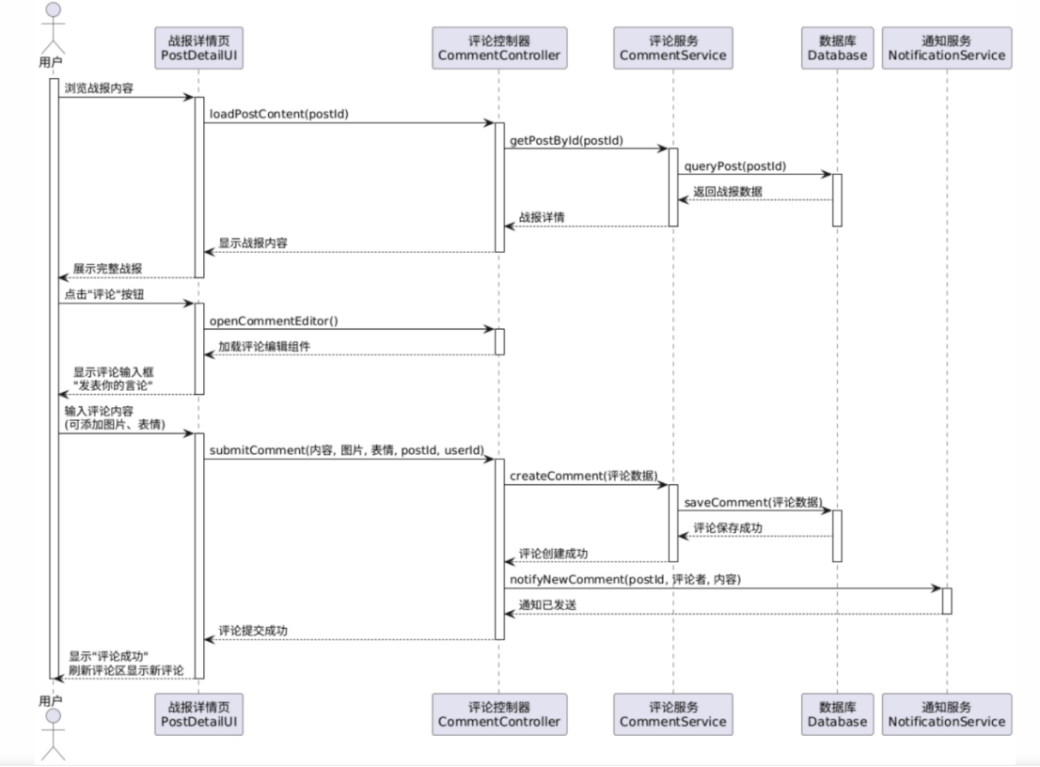 用户
战报详情页
PostDetailUI
评论控制器
CommentController
评论服务
CommentService
数据库
Database
通知服务
NotificationService
浏览战报内容
loadPostContent(postId)
getPostById(postId)
queryPost(postId)
返回战报数据
战报详情
显示战报内容
展示完整战报
点击"评论"按钮
openCommentEditor()
加载评论编辑组件
显示评论输入框
"发表你的言论"
输入评论内容
(可添加图片、表情)
submitComment(内容, 图片, 表情, postId, userId)
createComment(评论数据)
saveComment(评论数据)
评论保存成功
评论创建成功
notifyNewComment(postId, 评论者, 内容)
通知已发送
评论提交成功
显示"评论成功"
刷新评论区显示新评论
用户
战报详情页
PostDetailUI
评论控制器
CommentController
评论服务
CommentService
数据库
Database
通知服务
NotificationService